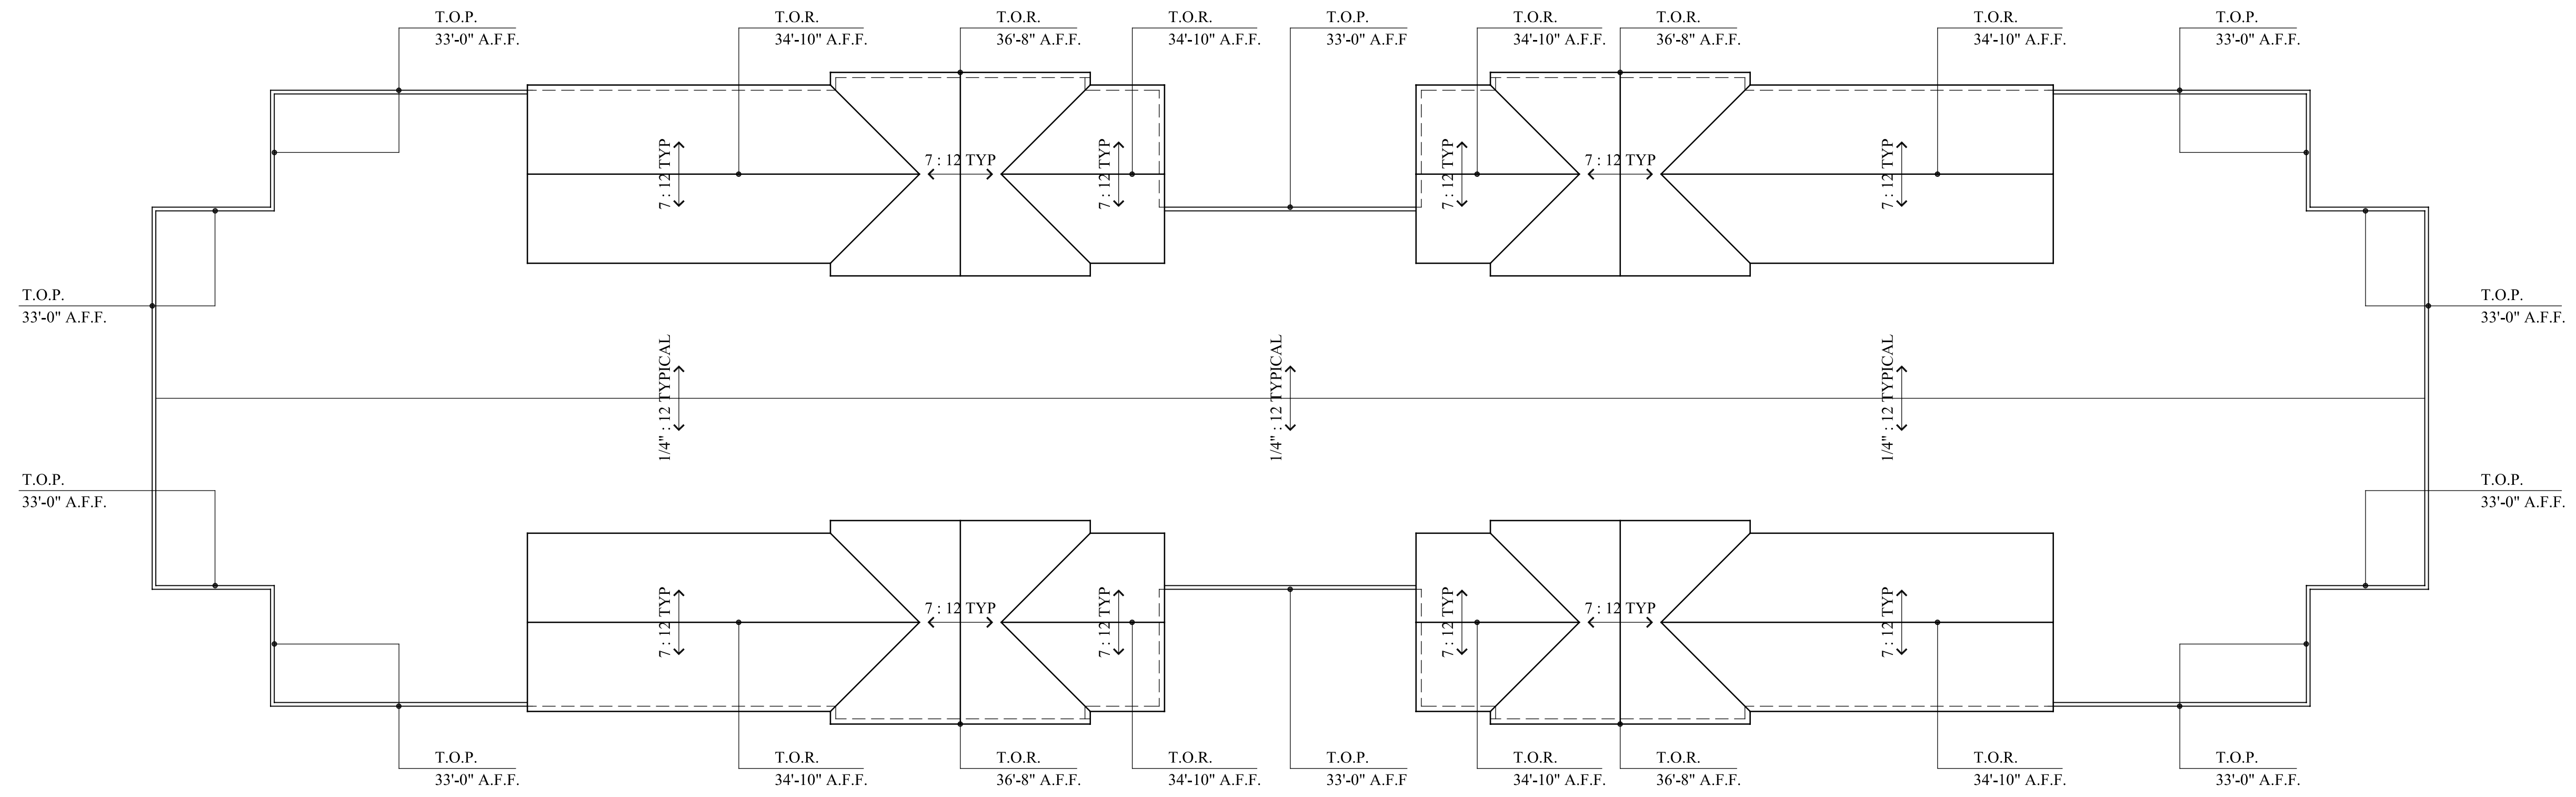 T.O.P.
33'-0" A.F.F.
T.O.R.
34'-10" A.F.F.
T.O.R.
36'-8" A.F.F.
T.O.R.
34'-10" A.F.F.
T.O.P.
33'-0" A.F.F
T.O.R.
34'-10" A.F.F.
T.O.R.
36'-8" A.F.F.
T.O.R.
34'-10" A.F.F.
T.O.P.
33'-0" A.F.F.
7 : 12 TYP
7 : 12 TYP
7 : 12 TYP
7 : 12 TYP
7 : 12 TYP
7 : 12 TYP
T.O.P.
33'-0" A.F.F.
T.O.P.
33'-0" A.F.F.
1/4" : 12 TYPICAL
1/4" : 12 TYPICAL
1/4" : 12 TYPICAL
T.O.P.
33'-0" A.F.F.
T.O.P.
33'-0" A.F.F.
7 : 12 TYP
7 : 12 TYP
7 : 12 TYP
7 : 12 TYP
7 : 12 TYP
7 : 12 TYP
T.O.P.
33'-0" A.F.F.
T.O.R.
34'-10" A.F.F.
T.O.R.
36'-8" A.F.F.
T.O.R.
34'-10" A.F.F.
T.O.P.
33'-0" A.F.F
T.O.R.
34'-10" A.F.F.
T.O.R.
36'-8" A.F.F.
T.O.R.
34'-10" A.F.F.
T.O.P.
33'-0" A.F.F.